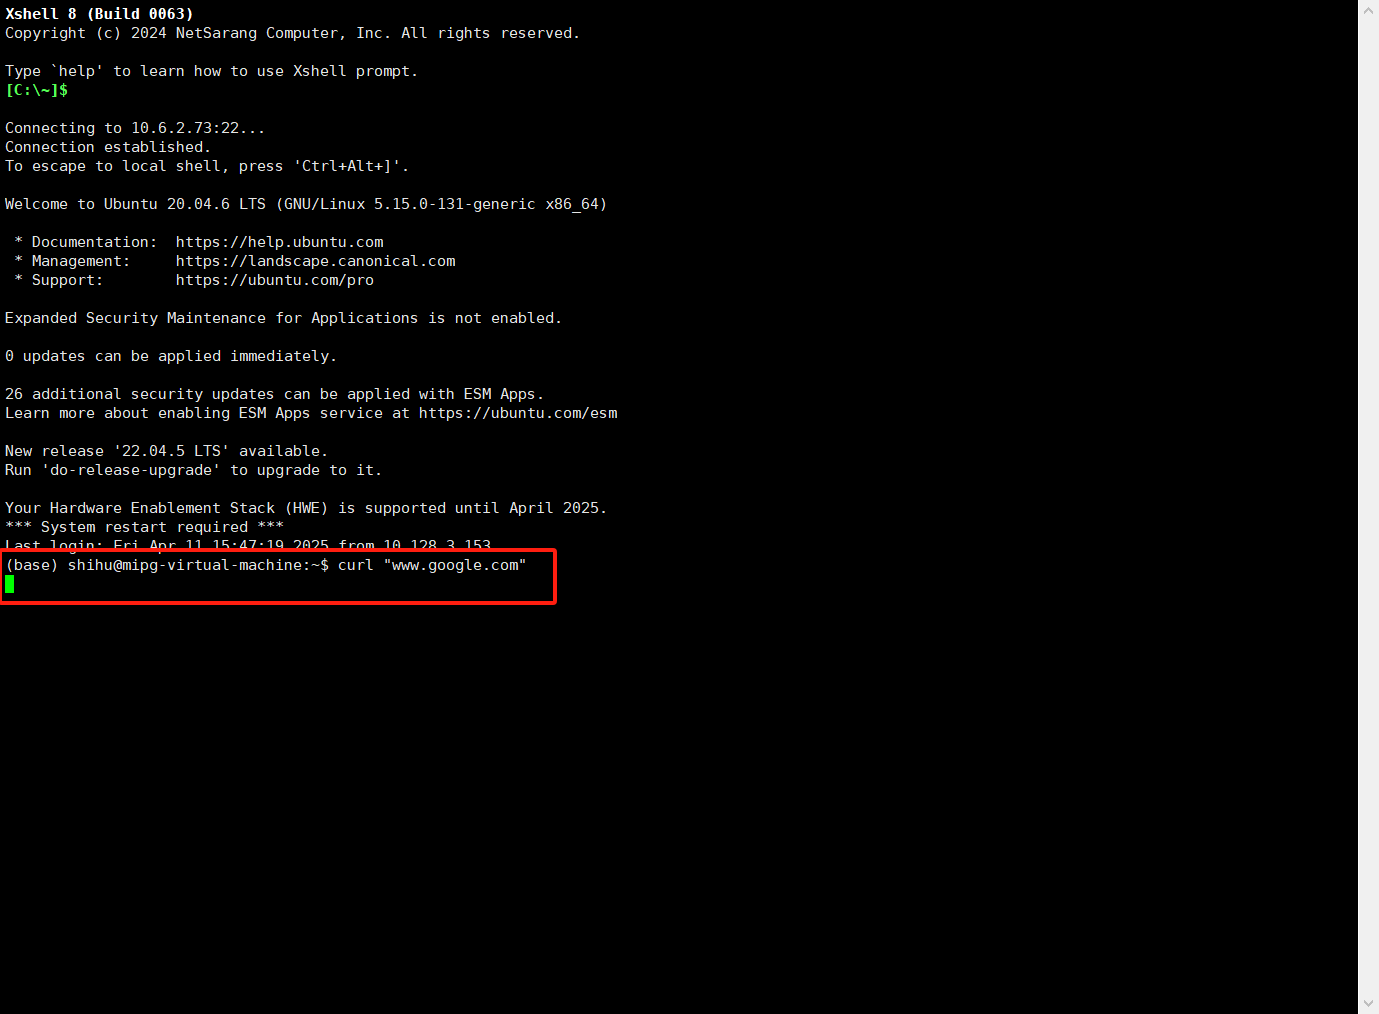 Xshell 8 (Build 0063)
Copyright (c) 2024 NetSarang Computer, Inc. All rights reserved.
Type `help' to learn how to use Xshell prompt.
[C:\~]$
Connecting to 10.6.2.73:22...
Connection established.
To escape to local shell, press 'Ctrl+Alt+]'.
Welcome to Ubuntu 20.04.6 LTS (GNU/Linux 5.15.0-131-generic x86_64)
 * Documentation:  https://help.ubuntu.com
 * Management:     https://landscape.canonical.com
 * Support:        https://ubuntu.com/pro
Expanded Security Maintenance for Applications is not enabled.
0 updates can be applied immediately.
26 additional security updates can be applied with ESM Apps.
Learn more about enabling ESM Apps service at https://ubuntu.com/esm
New release '22.04.5 LTS' available.
Run 'do-release-upgrade' to upgrade to it.
Your Hardware Enablement Stack (HWE) is supported until April 2025.
*** System restart required ***
Last login: Fri Apr 11 15:47:19 2025 from 10.128.3.153
(base) shihu@mipg-virtual-machine:~$ curl "www.google.com"